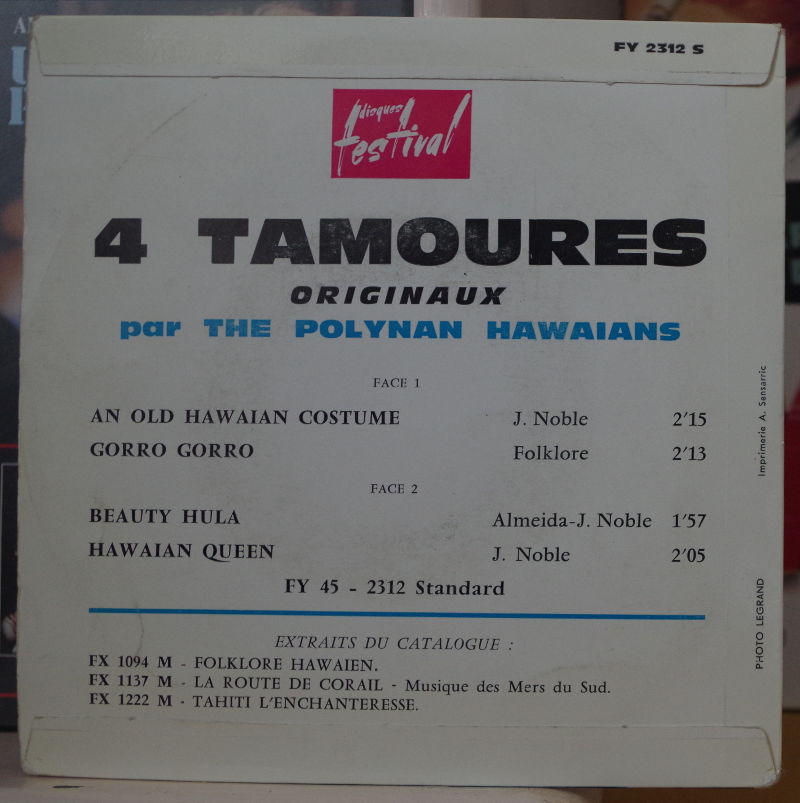 FY 2312 S
disques
festival
4 TAMOURES
ORIGINAUX
par THE POLYNAN HAWAIANS
FACE 1
AN OLD HAWAIAN COSTUME J. Noble 2'15
GORRO GORRO Folklore 2'13
FACE 2
BEAUTY HULA Almeida-J. Noble 1'57
HAWAIAN QUEEN J. Noble 2'05
FY 45 - 2312 Standard
EXTRAITS DU CATALOGUE :
FX 1094 M - FOLKLORE HAWAIEN.
FX 1137 M - LA ROUTE DE CORAIL - Musique des Mers du Sud.
FX 1222 M - TAHITI L'ENCHANTERESSE.
Imprimerie A. Sensarric
PHOTO LEGRAND